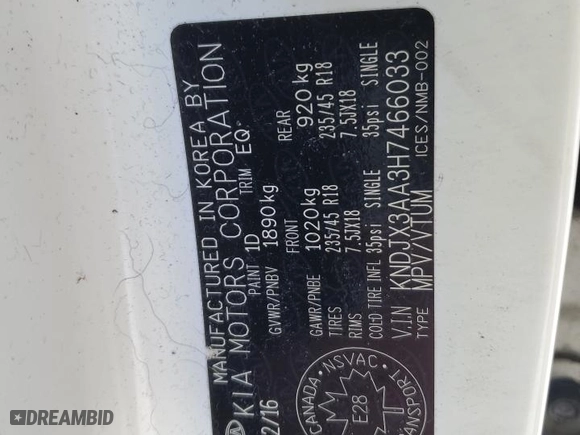 MANUFACTURED IN KOREA BY
KIA MOTORS CORPORATION
2/16 PAINT 1D TRIM EQ
GVWR/PNBV 1890kg
FRONT REAR
GAWR/PNBE 1020kg 920kg
TIRES 235/45 R18 235/45 R18
RIMS 7.5JX18 7.5JX18
COLD TIRE INFL 35psi SINGLE 35psi SINGLE
V.I.N KNDJX3AA3H7466033
TYPE MPV/VTUM ICES/NMB-002
CANADA NSVAC
E28
TRANSPORT
DREAMBID